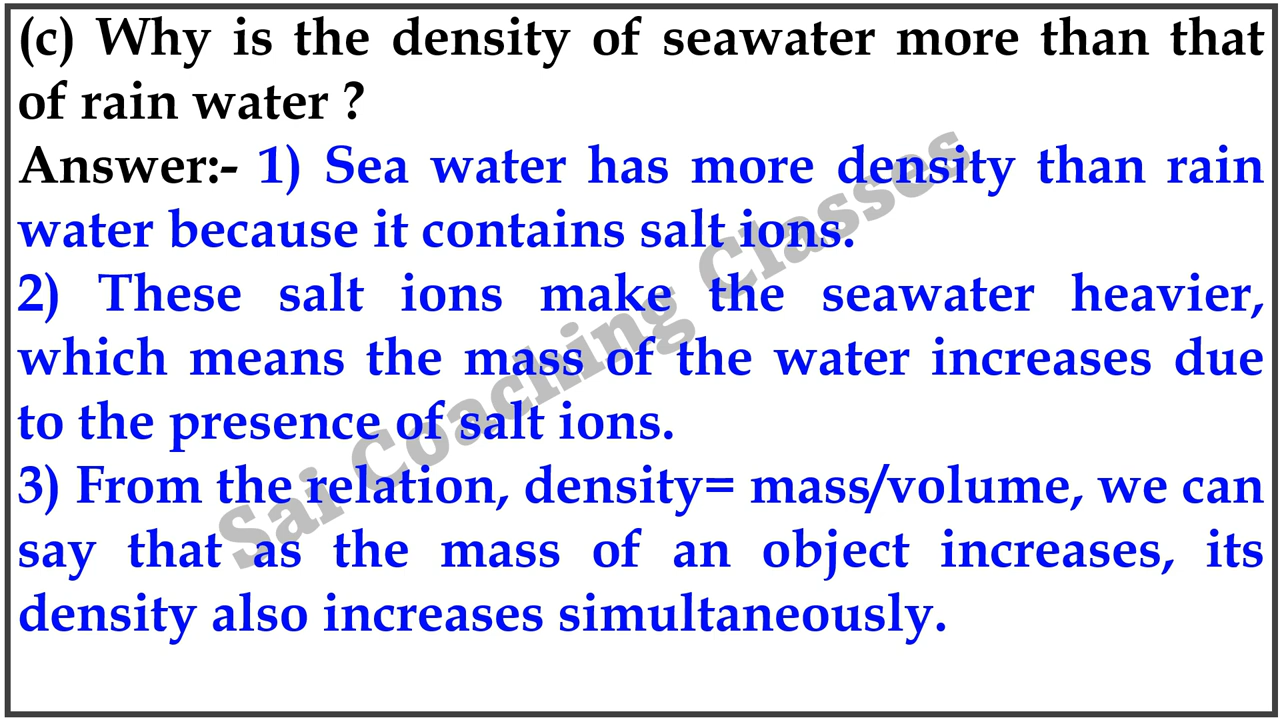 (c) Why is the density of seawater more than that
of rain water ?
Answer:- 1) Sea water has more density than rain
water because it contains salt ions.
2) These salt ions make the seawater heavier,
which means the mass of the water increases due
to the presence of salt ions.
3) From the relation, density= mass/volume, we can
say that as the mass of an object increases, its
density also increases simultaneously.
Sai Coaching Classes